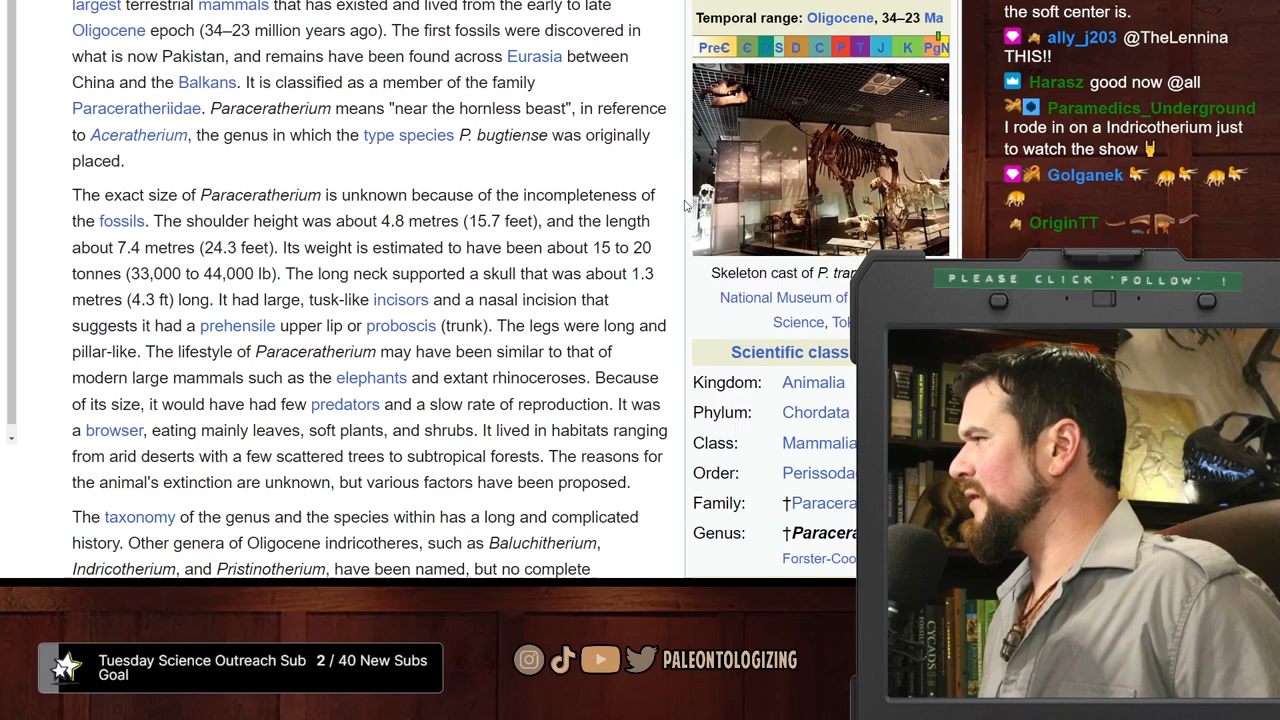 largest terrestrial mammals that has existed and lived from the early to late
Oligocene epoch (34–23 million years ago). The first fossils were discovered in
what is now Pakistan, and remains have been found across Eurasia between
China and the Balkans. It is classified as a member of the family
Paraceratheriidae. Paraceratherium means "near the hornless beast", in reference
to Aceratherium, the genus in which the type species P. bugtiense was originally
placed.
The exact size of Paraceratherium is unknown because of the incompleteness of
the fossils. The shoulder height was about 4.8 metres (15.7 feet), and the length
about 7.4 metres (24.3 feet). Its weight is estimated to have been about 15 to 20
tonnes (33,000 to 44,000 lb). The long neck supported a skull that was about 1.3
metres (4.3 ft) long. It had large, tusk-like incisors and a nasal incision that
suggests it had a prehensile upper lip or proboscis (trunk). The legs were long and
pillar-like. The lifestyle of Paraceratherium may have been similar to that of
modern large mammals such as the elephants and extant rhinoceroses. Because
of its size, it would have had few predators and a slow rate of reproduction. It was
a browser, eating mainly leaves, soft plants, and shrubs. It lived in habitats ranging
from arid deserts with a few scattered trees to subtropical forests. The reasons for
the animal's extinction are unknown, but various factors have been proposed.
The taxonomy of the genus and the species within has a long and complicated
history. Other genera of Oligocene indricotheres, such as Baluchitherium,
Indricotherium, and Pristinotherium, have been named, but no complete
Temporal range: Oligocene, 34–23 Ma
PreꞒ Ꞓ O S D C P T J K Pg N
Skeleton cast of P. tran
National Museum of
Science, Tok
Scientific class
Kingdom: Animalia
Phylum: Chordata
Class: Mammalia
Order: Perissoda
Family: †Paracera
Genus: †Paracera
Forster-Coo
the soft center is.
ally_j203 @TheLennina
THIS!!
Harasz good now @all
Paramedics_Underground
I rode in on a Indricotherium just
to watch the show
Golganek
OriginTT
PLEASE CLICK 'FOLLOW' !
CYCADS
Tuesday Science Outreach Sub 2 / 40 New Subs
Goal
PALEONTOLOGIZING